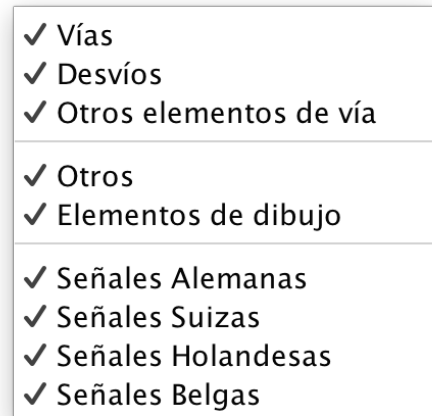 Vías
Desvíos
Otros elementos de vía
Otros
Elementos de dibujo
Señales Alemanas
Señales Suizas
Señales Holandesas
Señales Belgas